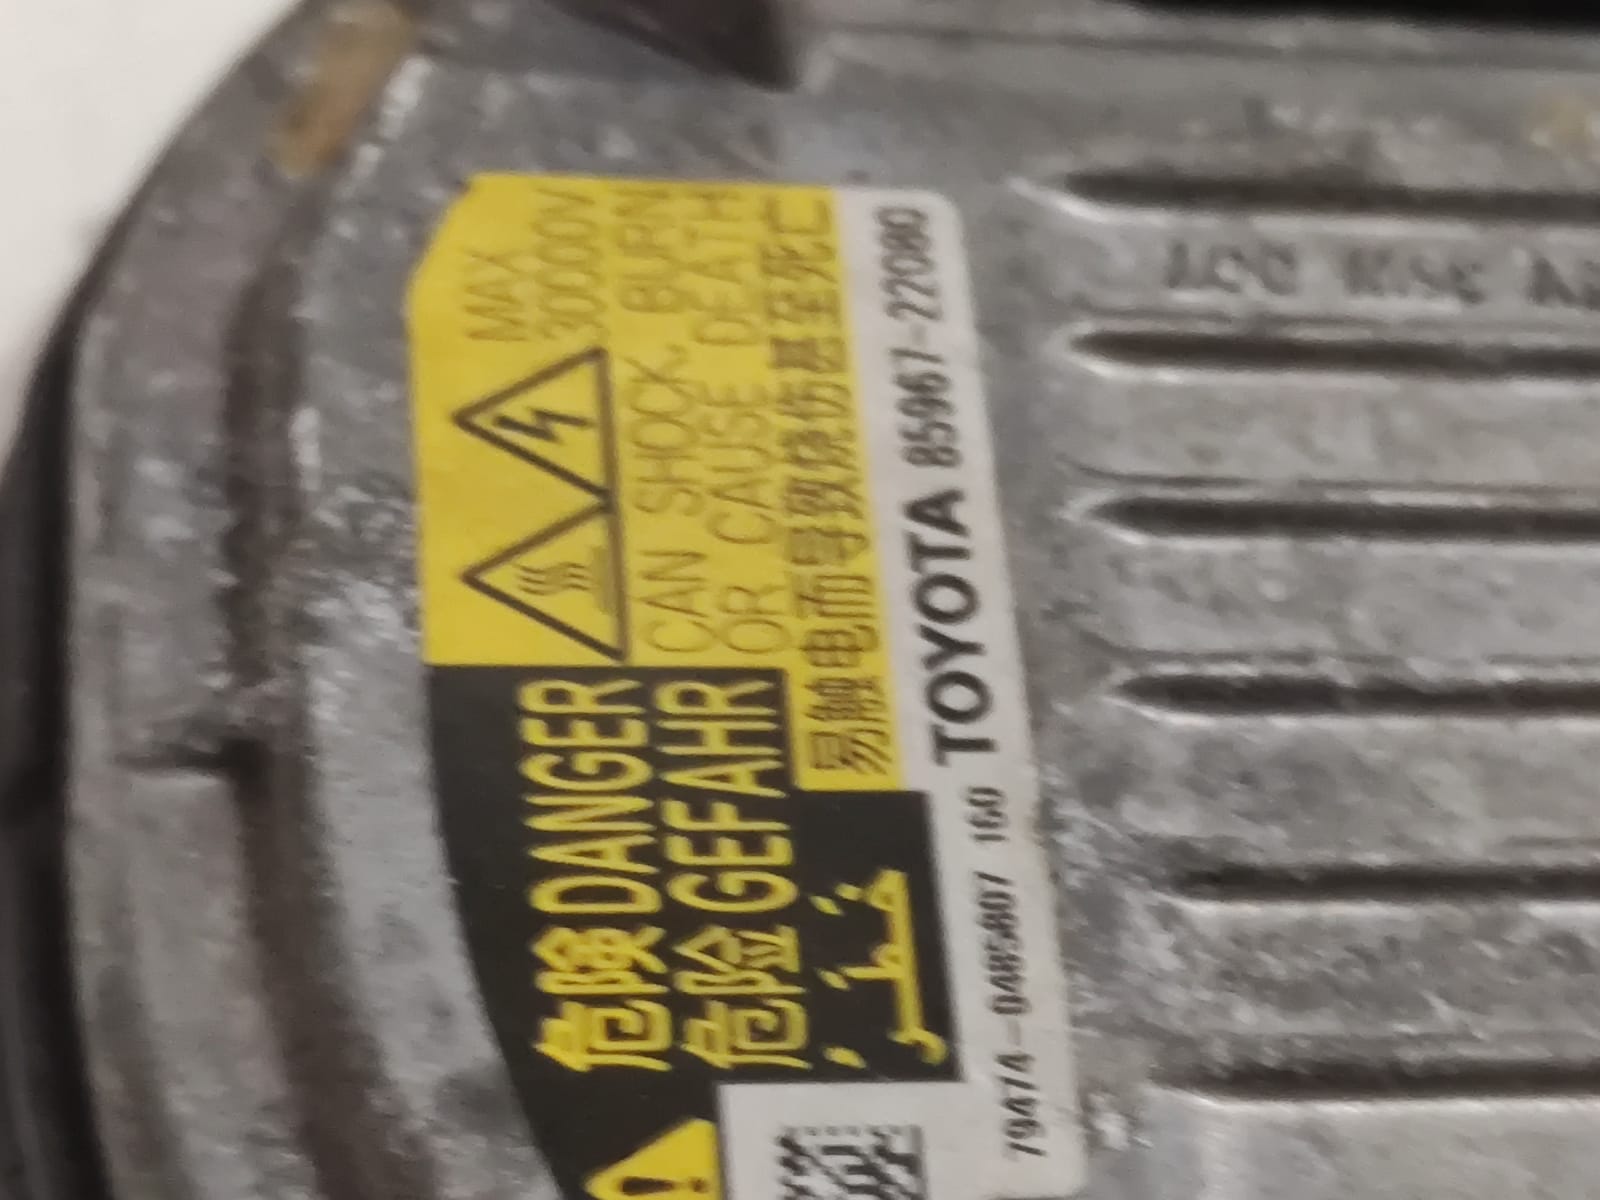 MAX
30000V
CAN SHOCK, BURN
OR CAUSE DEATH
易触电而导致烧伤甚至死亡
危険 DANGER
危险 GEFAHR
خطر
TOYOTA 85967-22080
79474-0485807 160